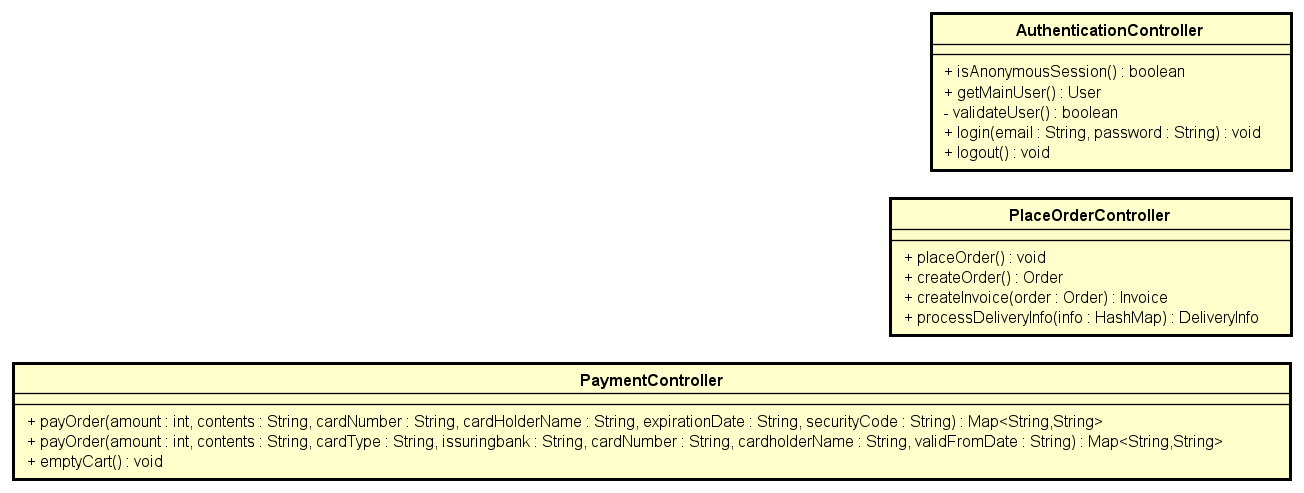 AuthenticationController
+ isAnonymousSession() : boolean
+ getMainUser() : User
- validateUser() : boolean
+ login(email : String, password : String) : void
+ logout() : void
PlaceOrderController
+ placeOrder() : void
+ createOrder() : Order
+ createInvoice(order : Order) : Invoice
+ processDeliveryInfo(info : HashMap) : DeliveryInfo
PaymentController
+ payOrder(amount : int, contents : String, cardNumber : String, cardHolderName : String, expirationDate : String, securityCode : String) : Map<String,String>
+ payOrder(amount : int, contents : String, cardType : String, issuringbank : String, cardNumber : String, cardholderName : String, validFromDate : String) : Map<String,String>
+ emptyCart() : void